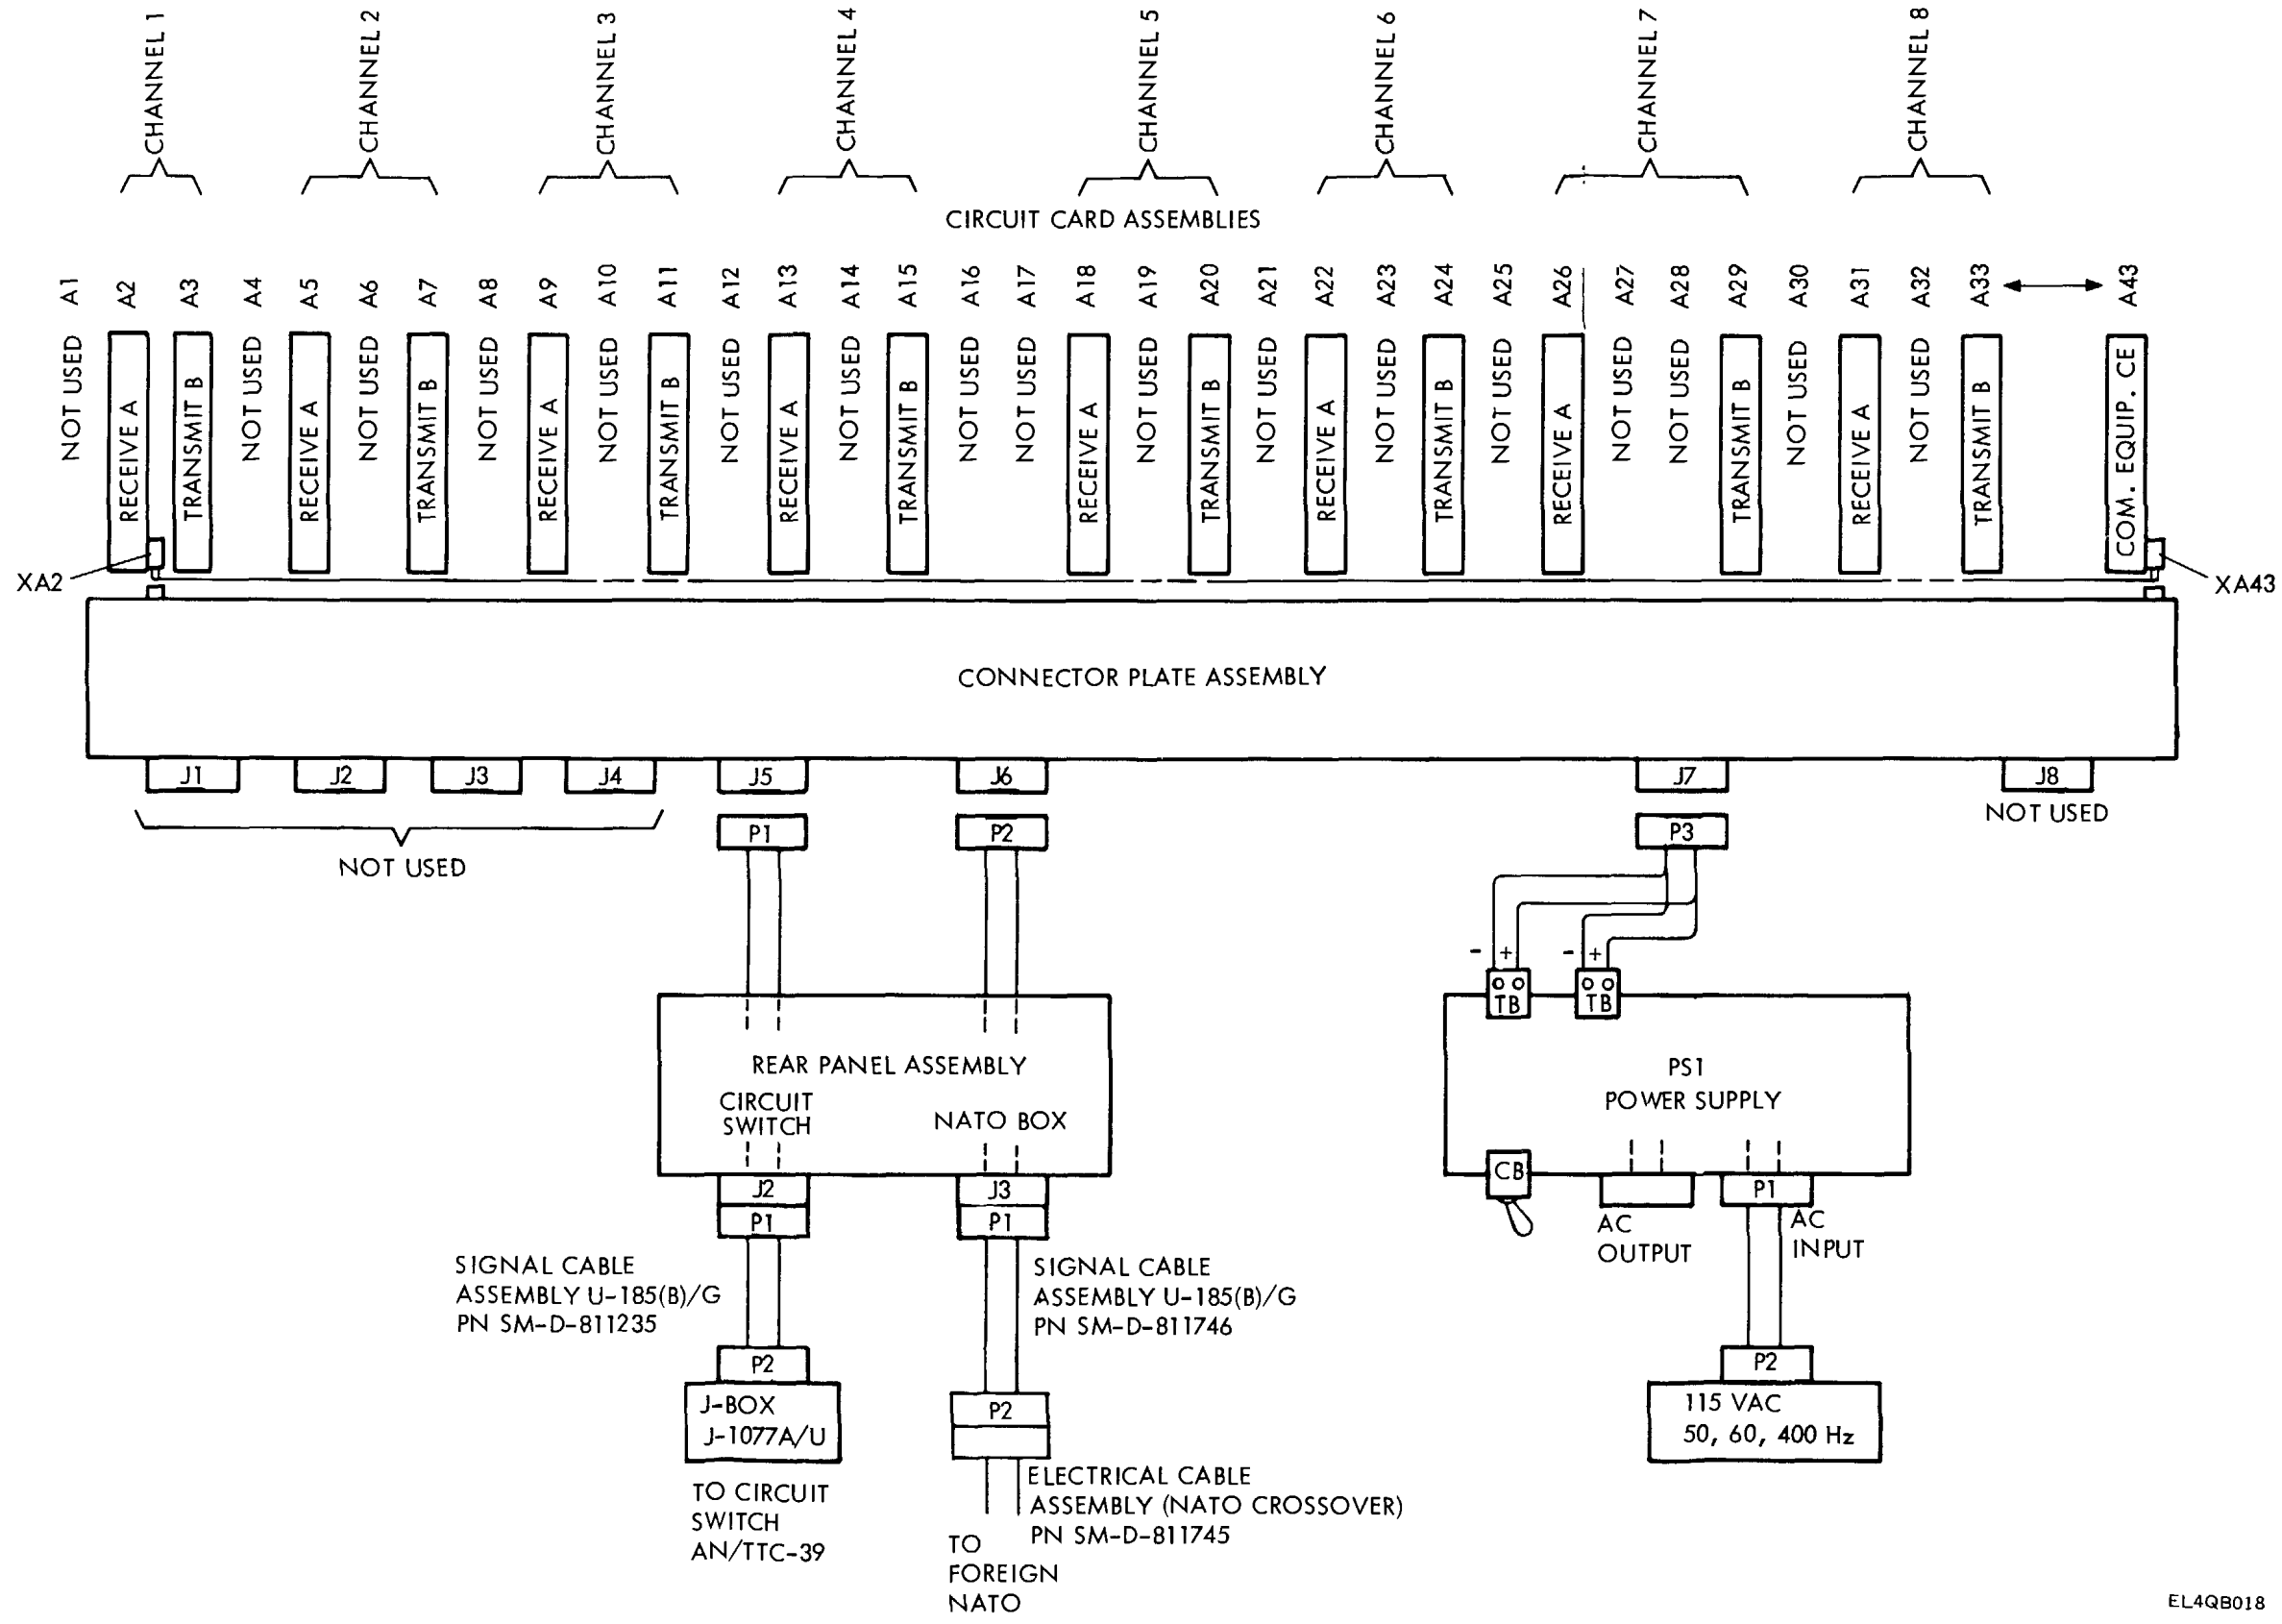 CHANNEL 1
CHANNEL 2
CHANNEL 3
CHANNEL 4
CHANNEL 5
CHANNEL 6
CHANNEL 7
CHANNEL 8
CIRCUIT CARD ASSEMBLIES
A1
A2
A3
A4
A5
A6
A7
A8
A9
A10
A11
A12
A13
A14
A15
A16
A17
A18
A19
A20
A21
A22
A23
A24
A25
A26
A27
A28
A29
A30
A31
A32
A33
A43
NOT USED
RECEIVE A
TRANSMIT B
NOT USED
RECEIVE A
NOT USED
TRANSMIT B
NOT USED
RECEIVE A
NOT USED
TRANSMIT B
NOT USED
RECEIVE A
NOT USED
TRANSMIT B
NOT USED
NOT USED
RECEIVE A
NOT USED
TRANSMIT B
NOT USED
RECEIVE A
NOT USED
TRANSMIT B
NOT USED
RECEIVE A
NOT USED
NOT USED
TRANSMIT B
NOT USED
RECEIVE A
NOT USED
TRANSMIT B
COM. EQUIP. CE
XA2
XA43
CONNECTOR PLATE ASSEMBLY
J1
J2
J3
J4
J5
J6
J7
J8
NOT USED
NOT USED
P1
P2
P3
- +
- +
TB
TB
REAR PANEL ASSEMBLY
CIRCUIT
SWITCH
NATO BOX
PS1
POWER SUPPLY
CB
J2
P1
J3
P1
P1
AC
OUTPUT
AC
INPUT
SIGNAL CABLE
ASSEMBLY U-185(B)/G
PN SM-D-811235
SIGNAL CABLE
ASSEMBLY U-185(B)/G
PN SM-D-811746
P2
J-BOX
J-1077A/U
TO CIRCUIT
SWITCH
AN/TTC-39
P2
ELECTRICAL CABLE
ASSEMBLY (NATO CROSSOVER)
PN SM-D-811745
TO
FOREIGN
NATO
P2
115 VAC
50, 60, 400 Hz
EL4QB018